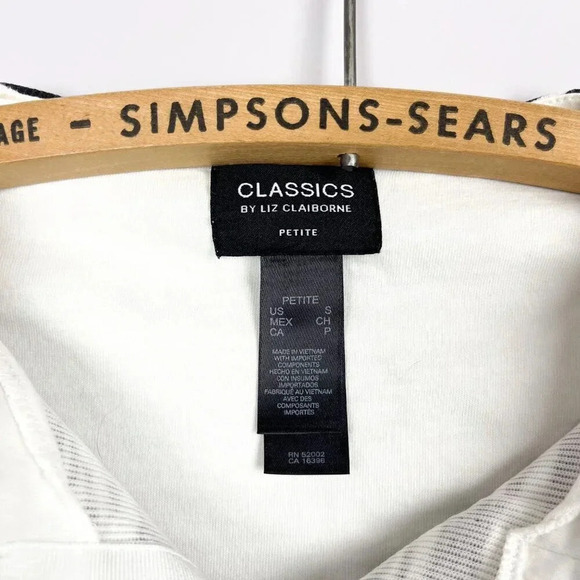 AGE - SIMPSONS-SEARS
CLASSICS
BY LIZ CLAIBORNE
PETITE
PETITE
US S
MEX CH
CA P
MADE IN VIETNAM
WITH IMPORTED
COMPONENTS
HECHO EN VIETNAM
CON INSUMOS
IMPORTADOS
FABRIQUÉ AU VIETNAM
AVEC DES
COMPOSANTS
IMPORTÉS
RN 52002
CA 16396